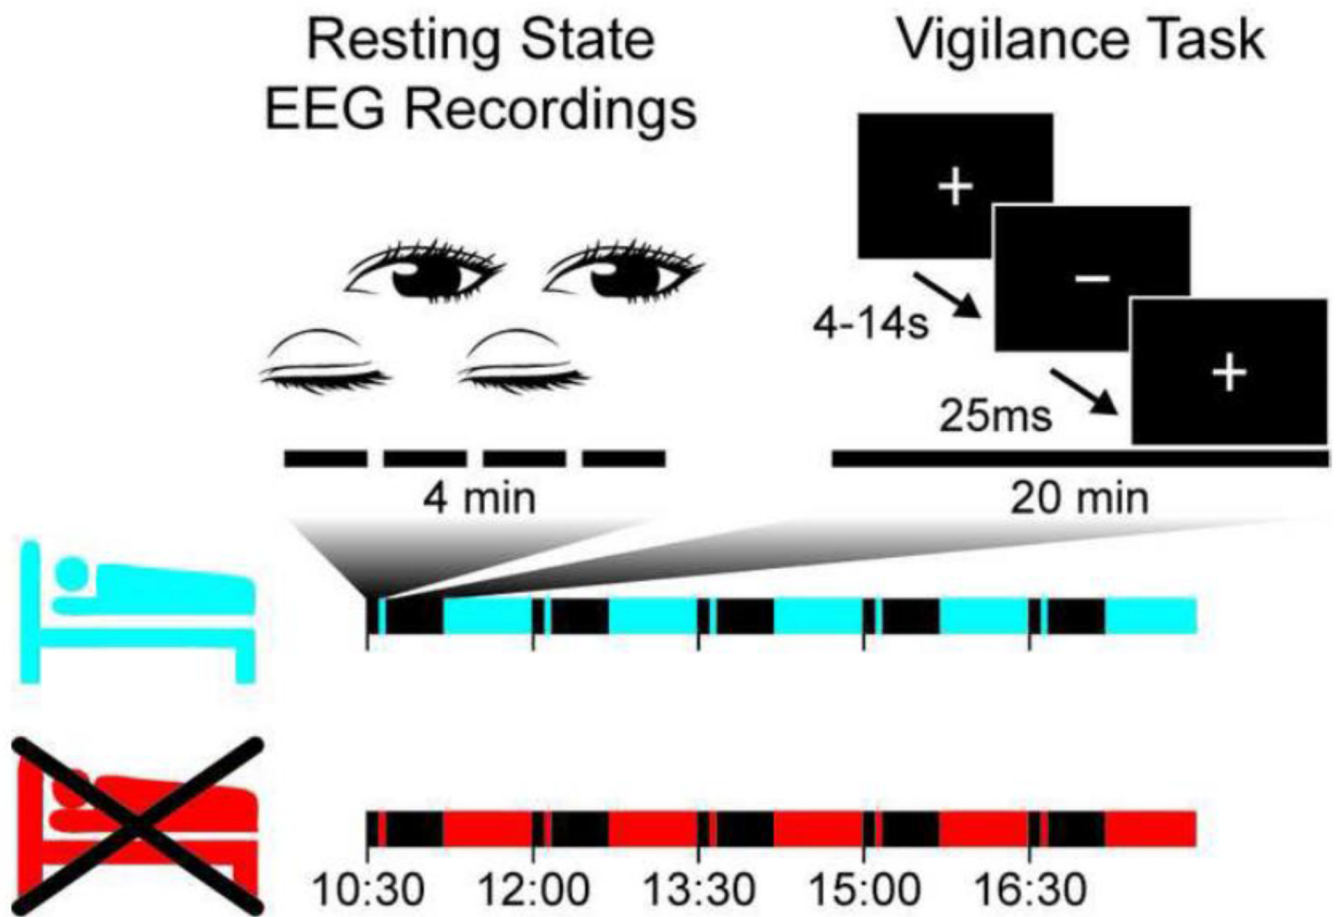 Resting State
EEG Recordings
Vigilance Task
4-14s
25ms
4 min
20 min
10:30 12:00 13:30 15:00 16:30